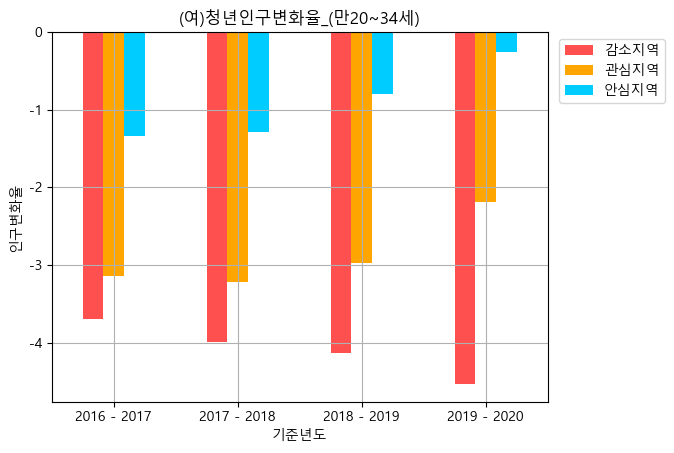 (여)청년인구변화율_(만20~34세)
감소지역
관심지역
안심지역
인구변화율
0
-1
-2
-3
-4
2016 - 2017
2017 - 2018
2018 - 2019
2019 - 2020
기준년도